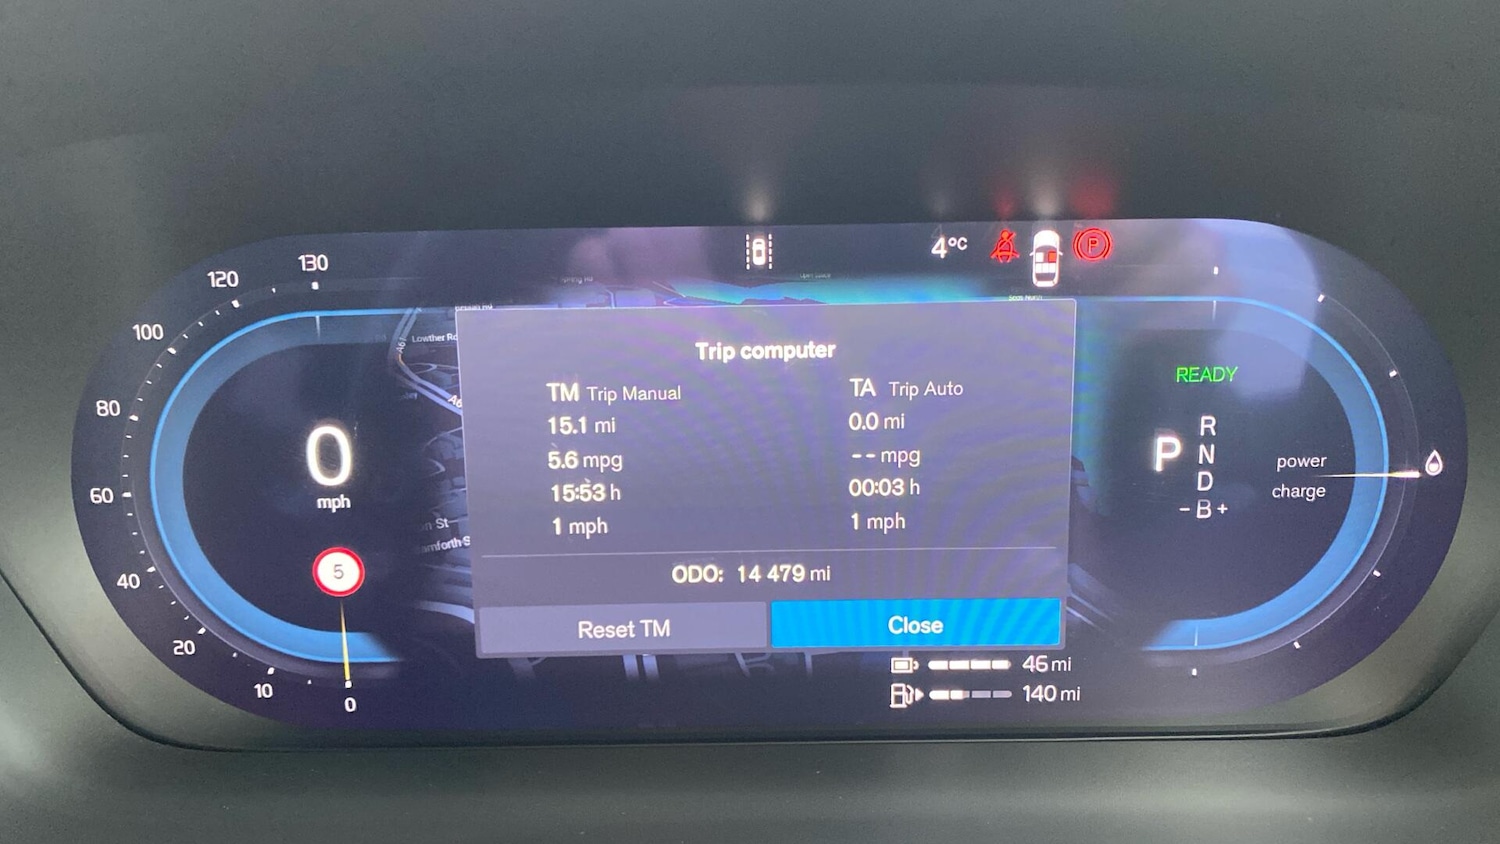 4°C
P
130
120
100
80
60
40
20
10
0
0
mph
5
Lowther Ro
Trip computer
TM Trip Manual
15.1 mi
5.6 mpg
15:53 h
1 mph
TA Trip Auto
0.0 mi
-- mpg
00:03 h
1 mph
ODO: 14 479 mi
Reset TM
Close
46 mi
140 mi
READY
P
R
N
D
- B +
power
charge